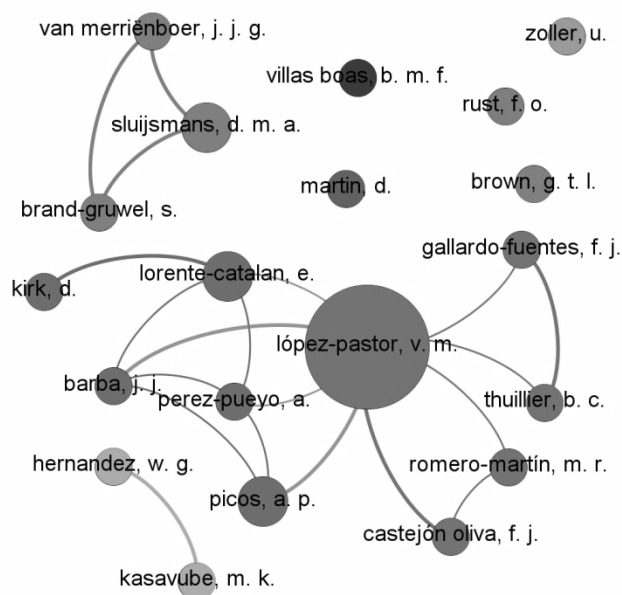 van merriënboer, j. j. g.
zoller, u.
villas boas, b. m. f.
rust, f. o.
sluijsmans, d. m. a.
martin, d.
brown, g. t. l.
brand-gruwel, s.
gallardo-fuentes, f. j.
lorente-catalan, e.
kirk, d.
lópez-pastor, v. m.
barba, j. j.
perez-pueyo, a.
thuillier, b. c.
hernandez, w. g.
romero-martín, m. r.
picos, a. p.
castejón oliva, f. j.
kasavube, m. k.